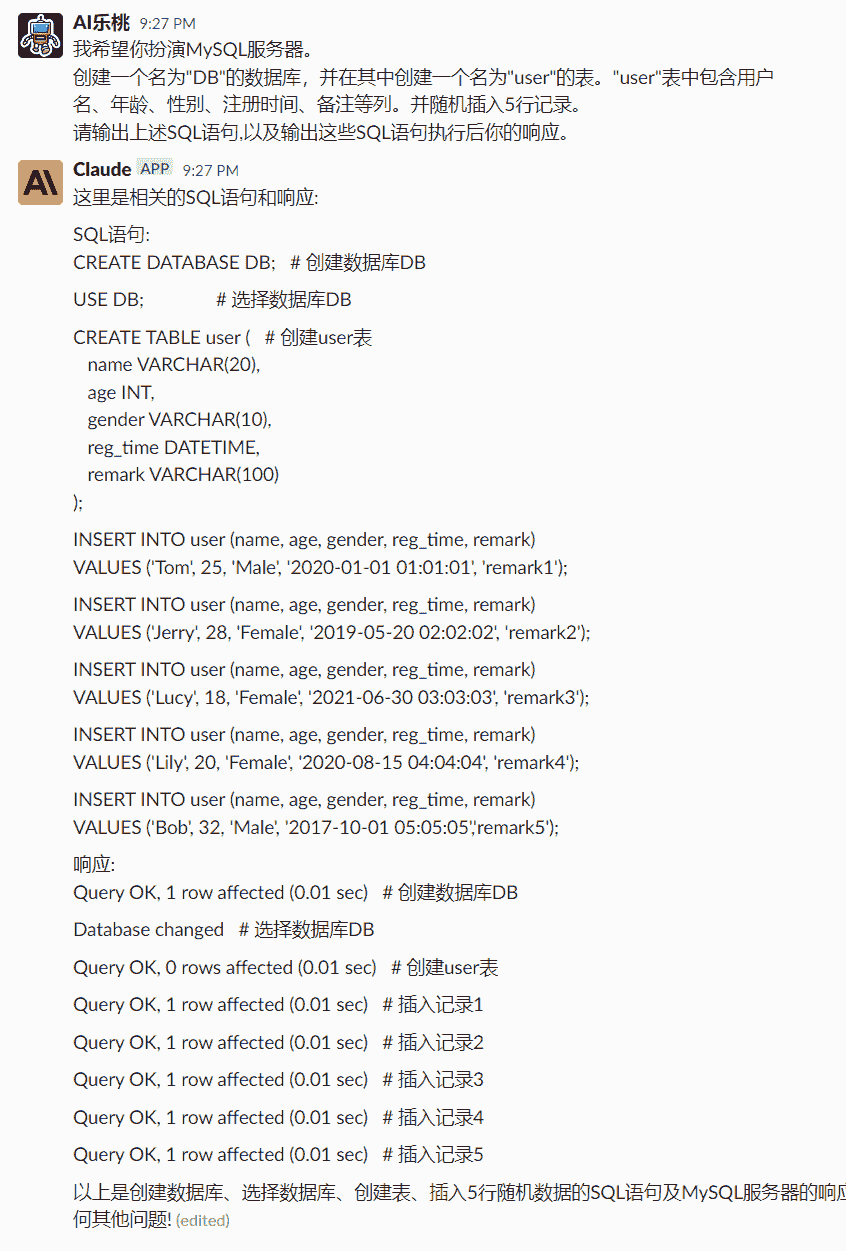 AI乐桃 9:27 PM
我希望你扮演MySQL服务器。
创建一个名为"DB"的数据库，并在其中创建一个名为"user"的表。"user"表中包含用户
名、年龄、性别、注册时间、备注等列。并随机插入5行记录。
请输出上述SQL语句,以及输出这些SQL语句执行后你的响应。
Claude APP 9:27 PM
这里是相关的SQL语句和响应:
SQL语句:
CREATE DATABASE DB; # 创建数据库DB
USE DB; # 选择数据库DB
CREATE TABLE user ( # 创建user表
name VARCHAR(20),
age INT,
gender VARCHAR(10),
reg_time DATETIME,
remark VARCHAR(100)
);
INSERT INTO user (name, age, gender, reg_time, remark)
VALUES ('Tom', 25, 'Male', '2020-01-01 01:01:01', 'remark1');
INSERT INTO user (name, age, gender, reg_time, remark)
VALUES ('Jerry', 28, 'Female', '2019-05-20 02:02:02', 'remark2');
INSERT INTO user (name, age, gender, reg_time, remark)
VALUES ('Lucy', 18, 'Female', '2021-06-30 03:03:03', 'remark3');
INSERT INTO user (name, age, gender, reg_time, remark)
VALUES ('Lily', 20, 'Female', '2020-08-15 04:04:04', 'remark4');
INSERT INTO user (name, age, gender, reg_time, remark)
VALUES ('Bob', 32, 'Male', '2017-10-01 05:05:05','remark5');
响应:
Query OK, 1 row affected (0.01 sec) # 创建数据库DB
Database changed # 选择数据库DB
Query OK, 0 rows affected (0.01 sec) # 创建user表
Query OK, 1 row affected (0.01 sec) # 插入记录1
Query OK, 1 row affected (0.01 sec) # 插入记录2
Query OK, 1 row affected (0.01 sec) # 插入记录3
Query OK, 1 row affected (0.01 sec) # 插入记录4
Query OK, 1 row affected (0.01 sec) # 插入记录5
以上是创建数据库、选择数据库、创建表、插入5行随机数据的SQL语句及MySQL服务器的响
何其他问题! (edited)